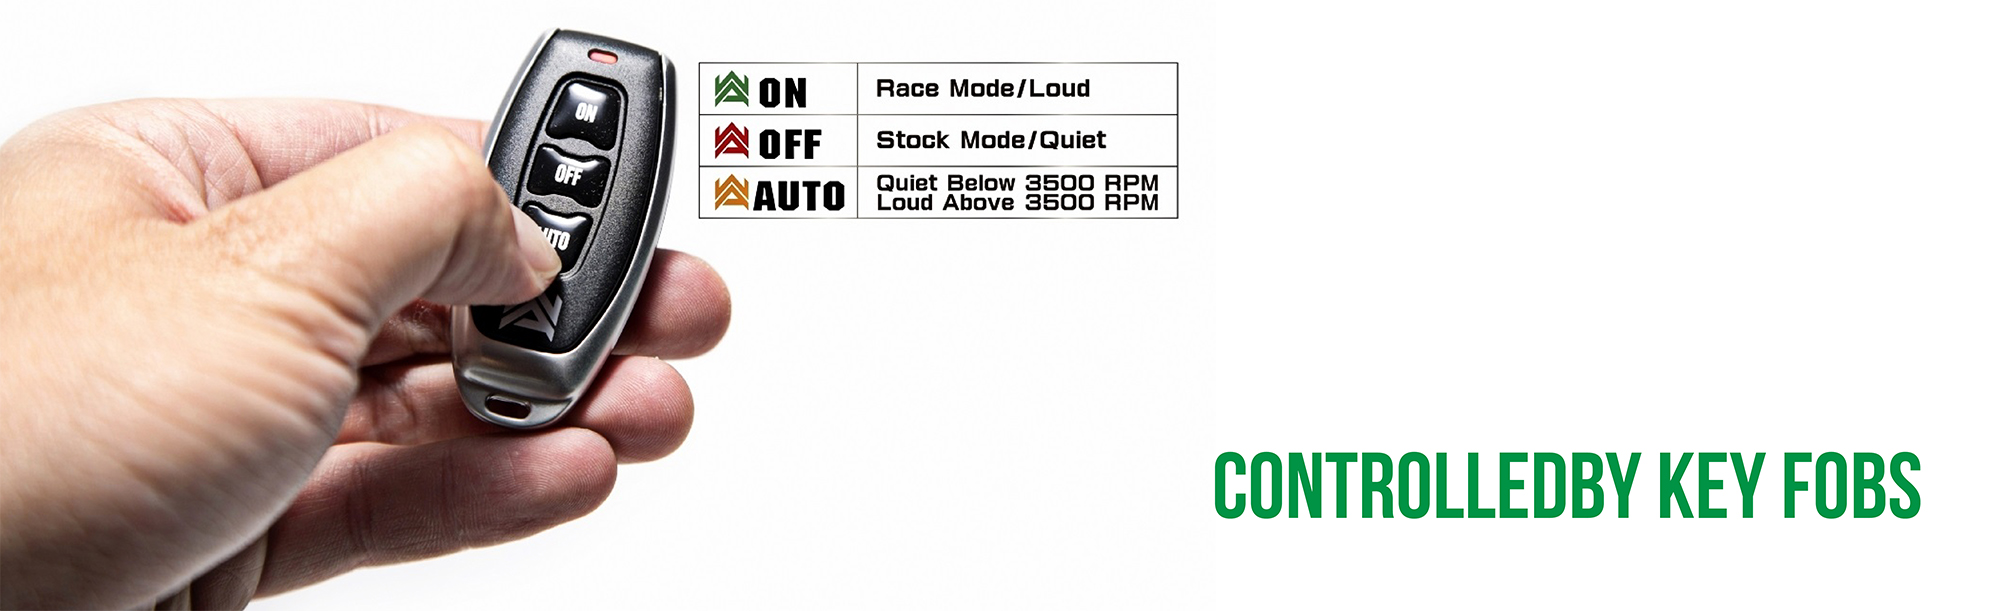 ON
OFF
AUTO
ON Race Mode/Loud
OFF Stock Mode/Quiet
AUTO Quiet Below 3500 RPM
Loud Above 3500 RPM
CONTROLLEDBY KEY FOBS